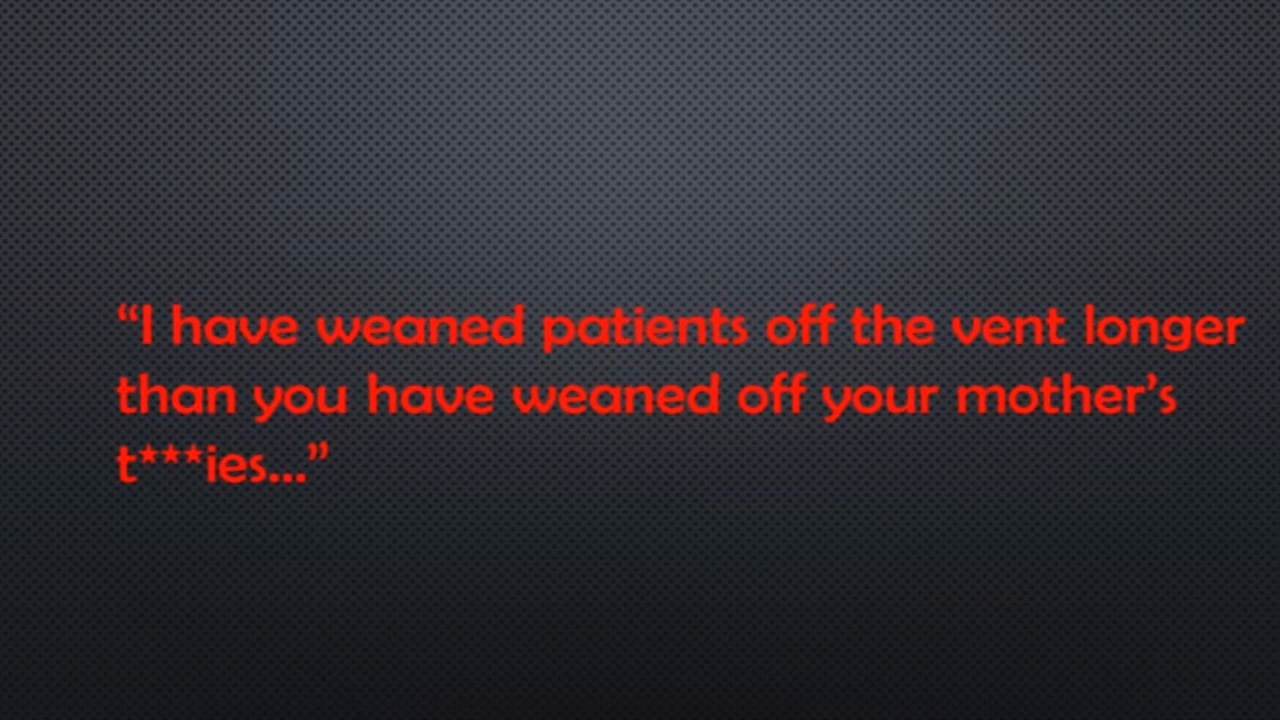 “I have weaned patients off the vent longer
than you have weaned off your mother’s
t***ies...”